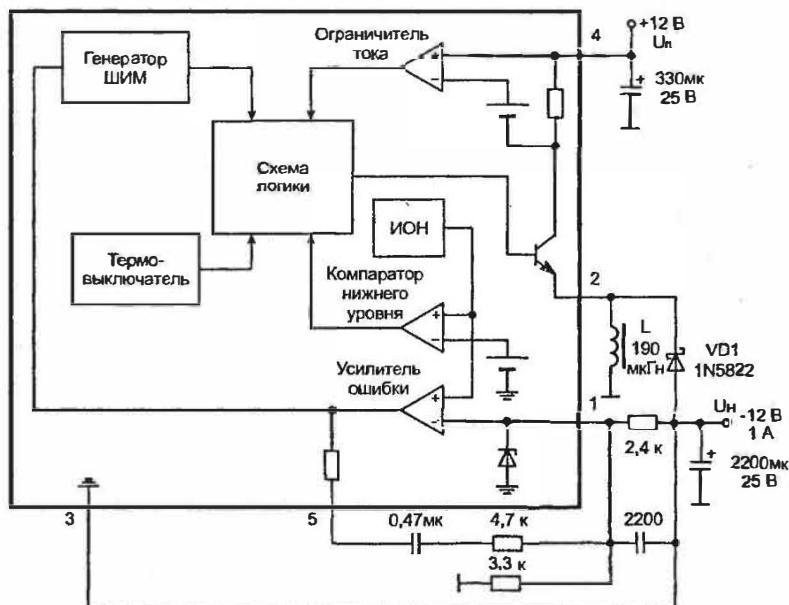 Генератор
ШИМ
Ограничитель
тока
4
+12 В
Uп
+
330мк
25 В
+
−
Схема
логики
ИОН
Термо-
выключатель
Компаратор
нижнего
уровня
+
−
2
L
190
мкГн
VD1
1N5822
Усилитель
ошибки
+
−
1
2,4 к
Uн
-12 В
1 А
+
2200мк
25 В
3
5
0,47мк
4,7 к
2200
3,3 к